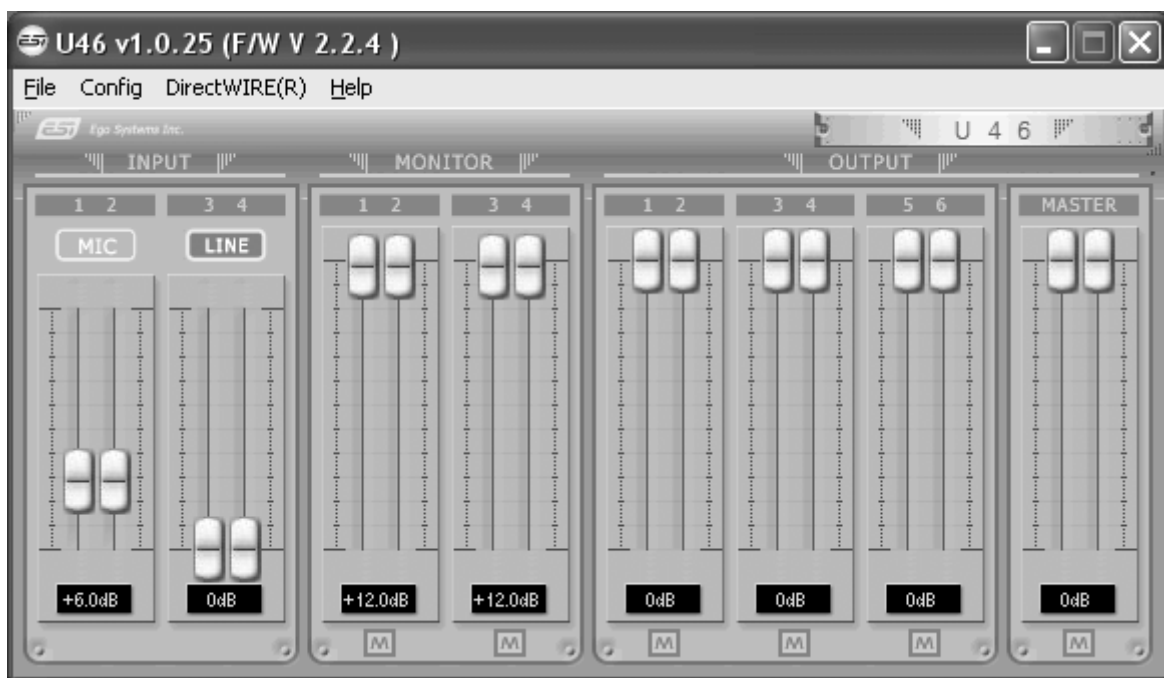 U46 v1.0.25 (F/W V 2.2.4 )
File Config DirectWIRE(R) Help
ESI Ego Systems Inc. U 4 6
INPUT MONITOR OUTPUT
1 2 3 4 1 2 3 4 1 2 3 4 5 6 MASTER
MIC LINE
+6.0dB 0dB +12.0dB +12.0dB 0dB 0dB 0dB 0dB
M M M M M M